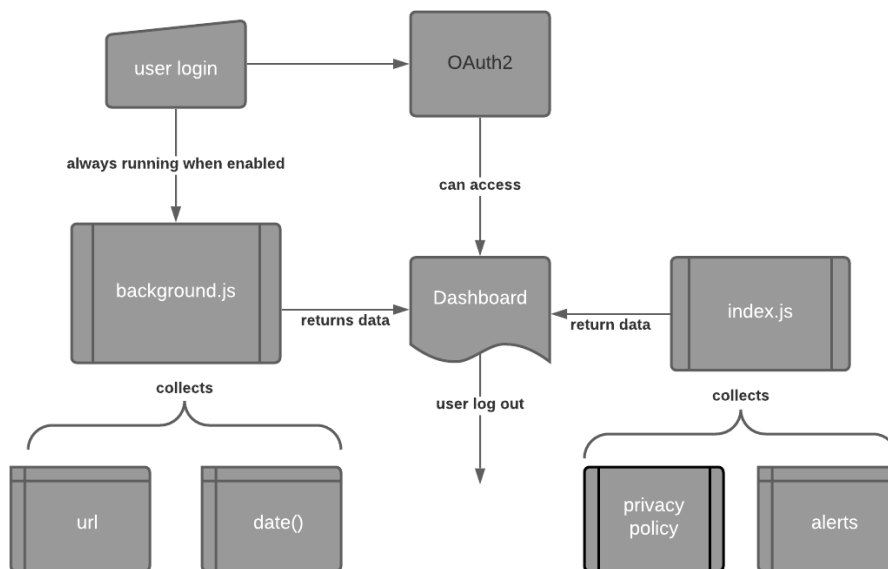 user login
OAuth2
always running when enabled
can access
background.js
Dashboard
index.js
returns data
return data
collects
user log out
collects
url
date()
privacy
policy
alerts